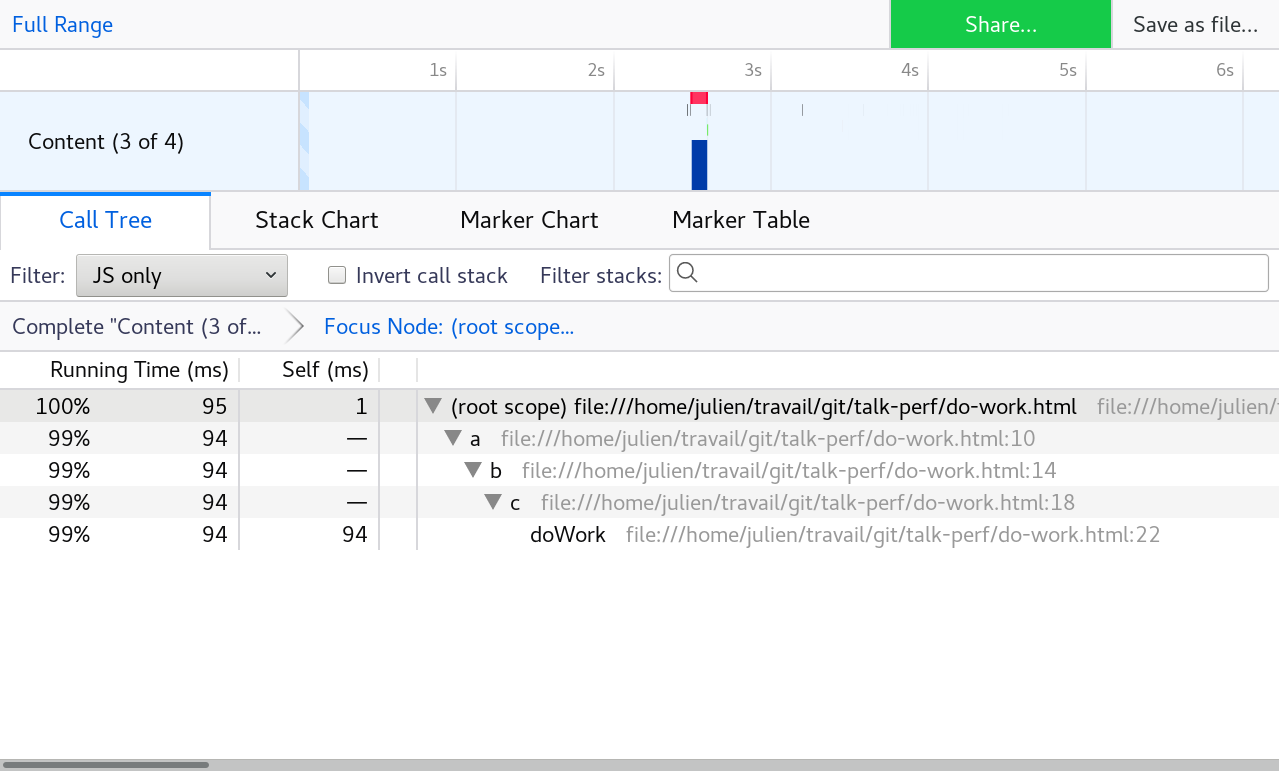 Full Range Share... Save as file...
1s 2s 3s 4s 5s 6s
Content (3 of 4)
Call Tree Stack Chart Marker Chart Marker Table
Filter: JS only Invert call stack Filter stacks:
Complete "Content (3 of... Focus Node: (root scope...
Running Time (ms) Self (ms)
100% 95 1 (root scope) file:///home/julien/travail/git/talk-perf/do-work.html file:///home/julien/
99% 94 — a file:///home/julien/travail/git/talk-perf/do-work.html:10
99% 94 — b file:///home/julien/travail/git/talk-perf/do-work.html:14
99% 94 — c file:///home/julien/travail/git/talk-perf/do-work.html:18
99% 94 94 doWork file:///home/julien/travail/git/talk-perf/do-work.html:22